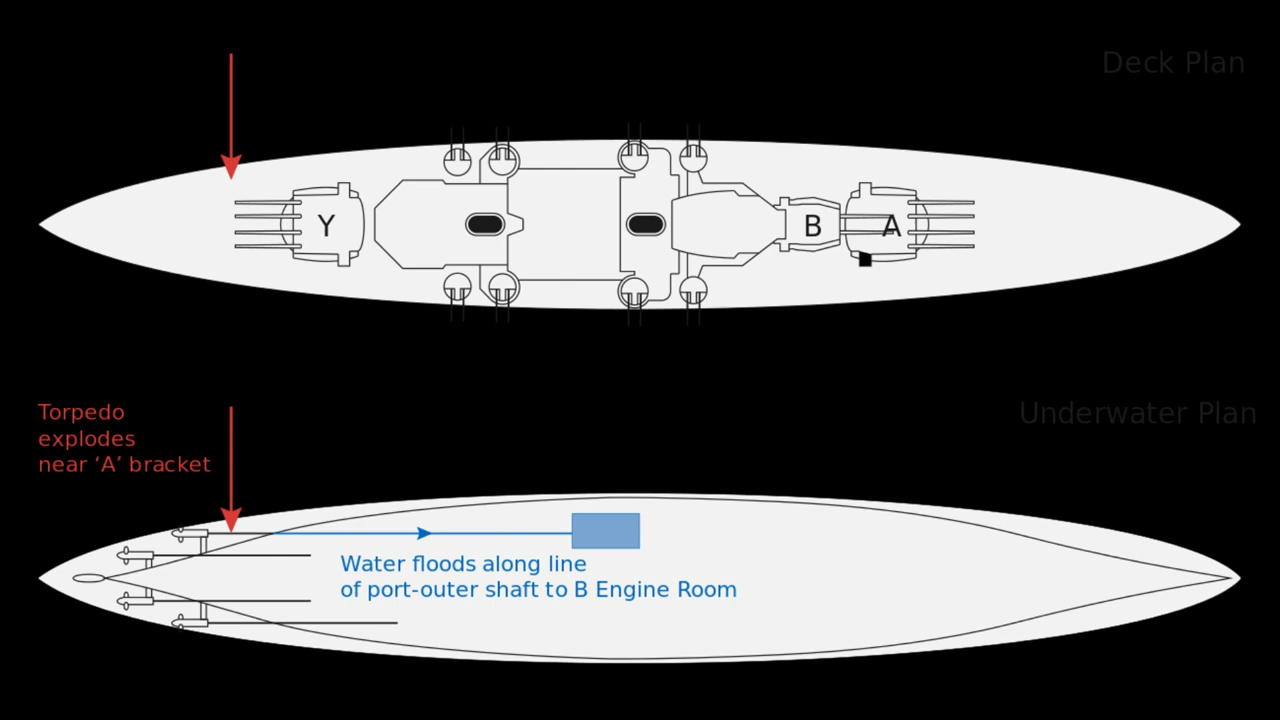 Deck Plan
Y
B
A
Torpedo
explodes
near ‘A’ bracket
Underwater Plan
Water floods along line
of port-outer shaft to B Engine Room